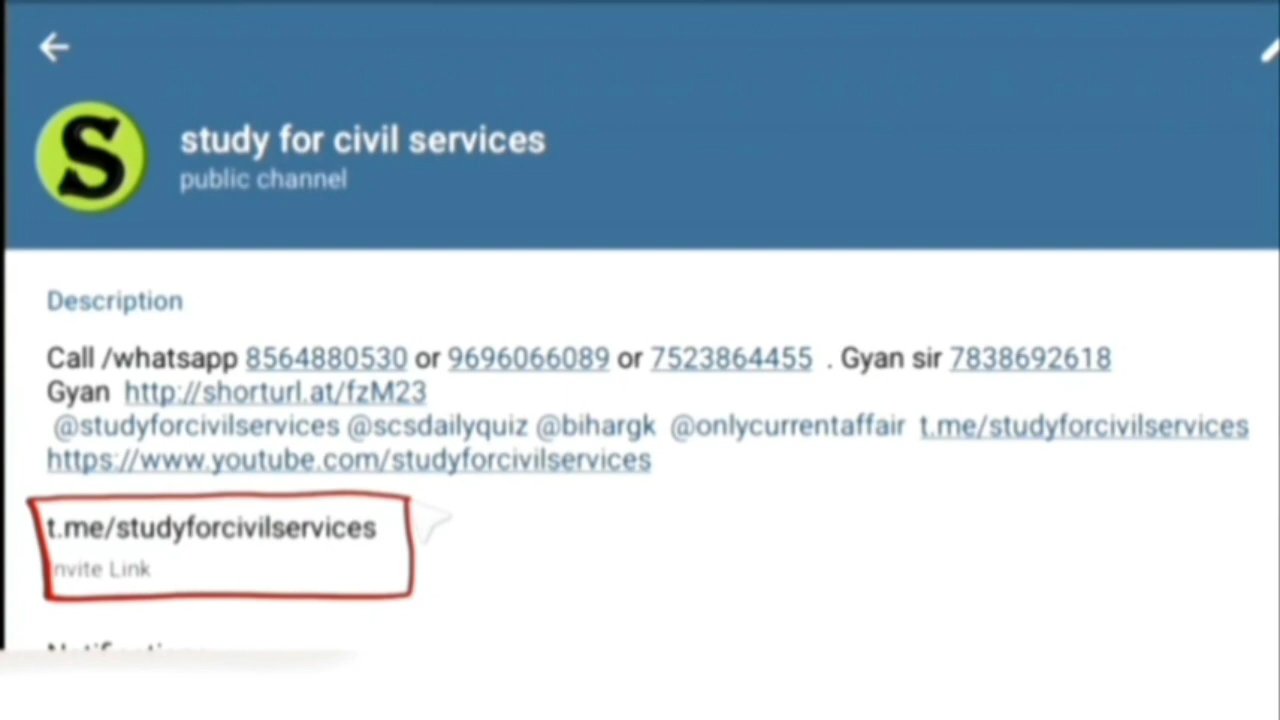 S
study for civil services
public channel
Description
Call /whatsapp 8564880530 or 9696066089 or 7523864455 . Gyan sir 7838692618
Gyan http://shorturl.at/fzM23
@studyforcivilservices @scsdailyquiz @bihargk @onlycurrentaffair t.me/studyforcivilservices
https://www.youtube.com/studyforcivilservices
t.me/studyforcivilservices
Invite Link